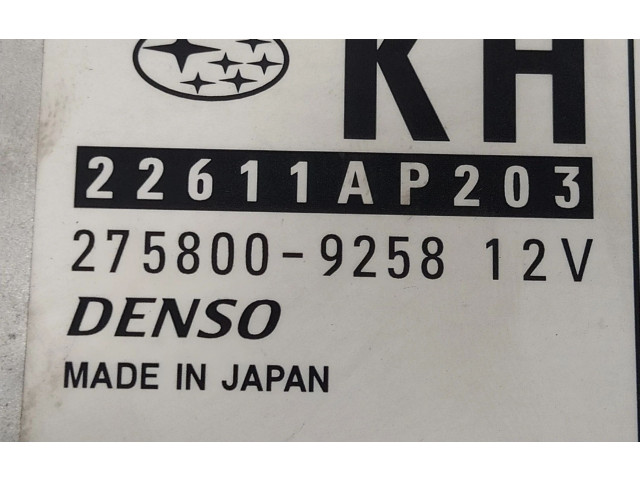 KH
22611AP203
275800-9258 12V
DENSO
MADE IN JAPAN